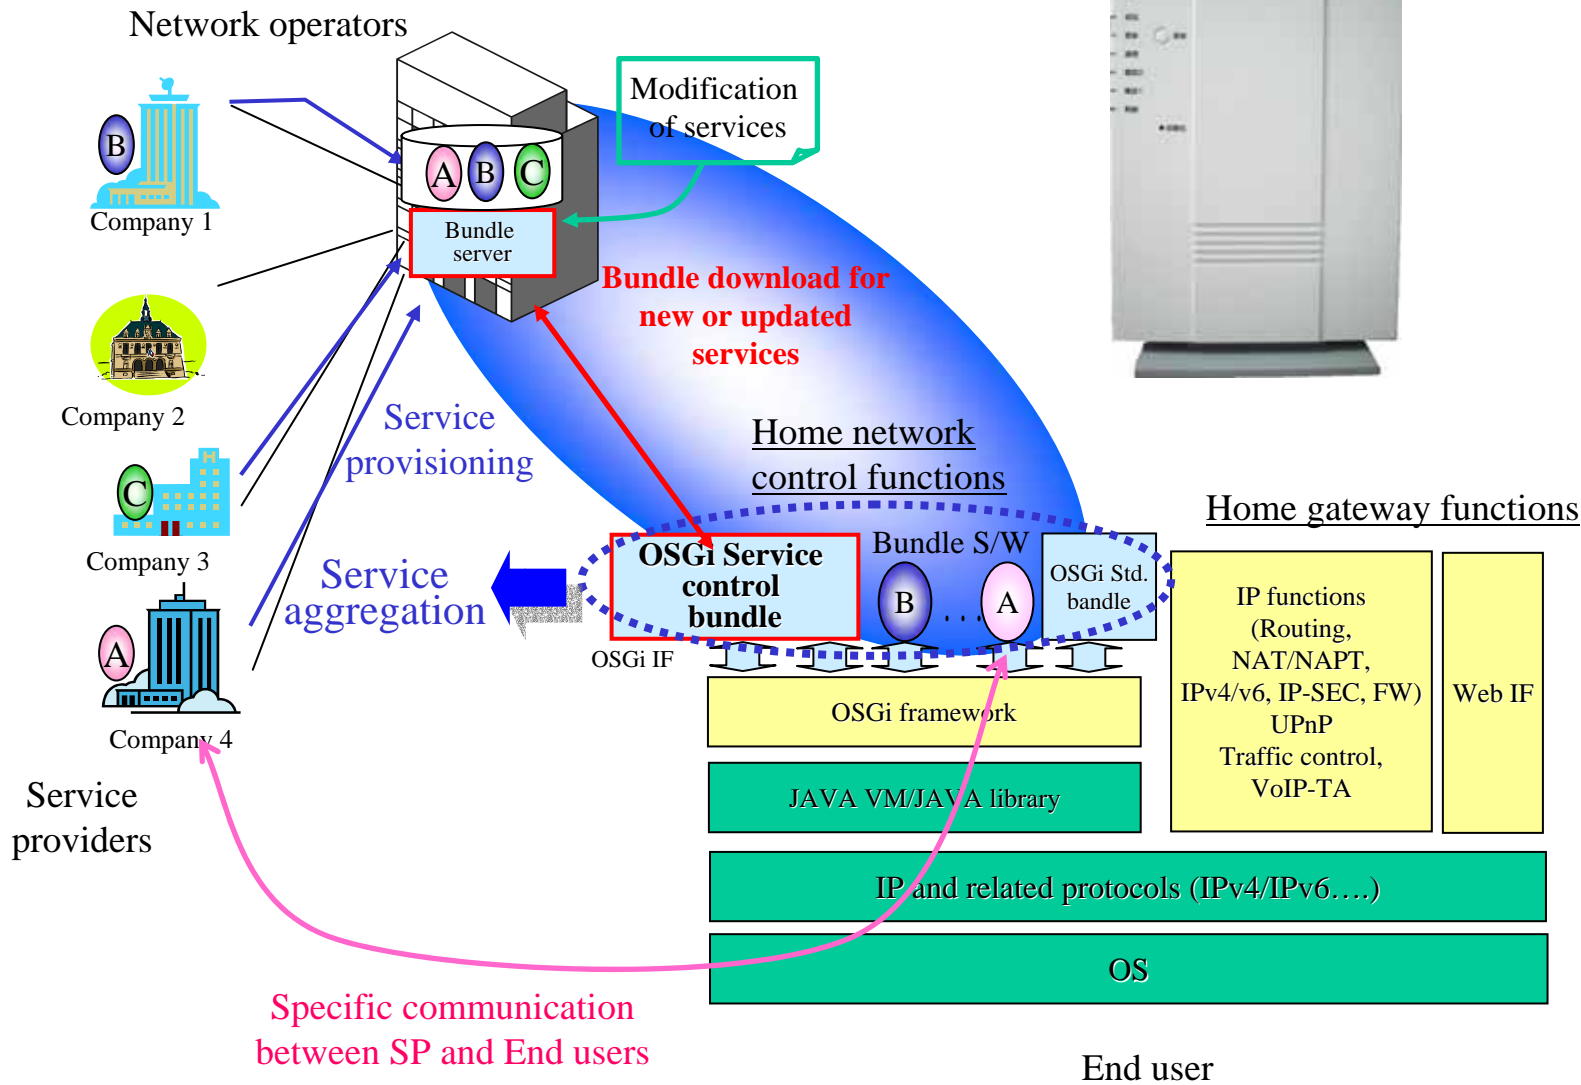 Network operators
Modification
of services
B
Company 1
A B C
Bundle
server
Bundle download for
new or updated
services
Company 2
Service
provisioning
Home network
control functions
Home gateway functions
C
Company 3
Service
aggregation
OSGi Service
control
bundle
Bundle S/W
B . . . A
OSGi Std.
bandle
IP functions
(Routing,
NAT/NAPT,
IPv4/v6, IP-SEC, FW)
UPnP
Traffic control,
VoIP-TA
Web IF
A
Company 4
OSGi IF
OSGi framework
JAVA VM/JAVA library
Service
providers
IP and related protocols (IPv4/IPv6….)
OS
Specific communication
between SP and End users
End user